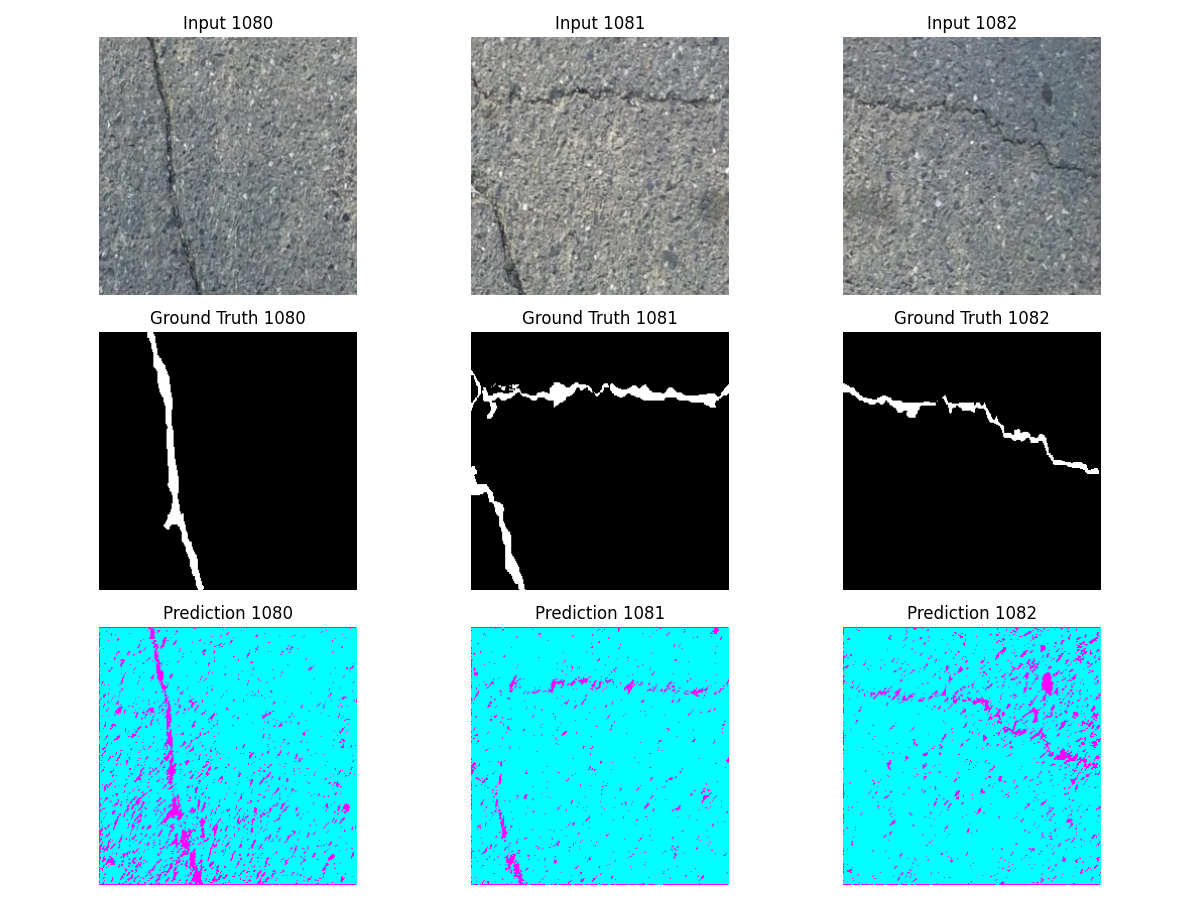 Input 1080
Input 1081
Input 1082
Ground Truth 1080
Ground Truth 1081
Ground Truth 1082
Prediction 1080
Prediction 1081
Prediction 1082